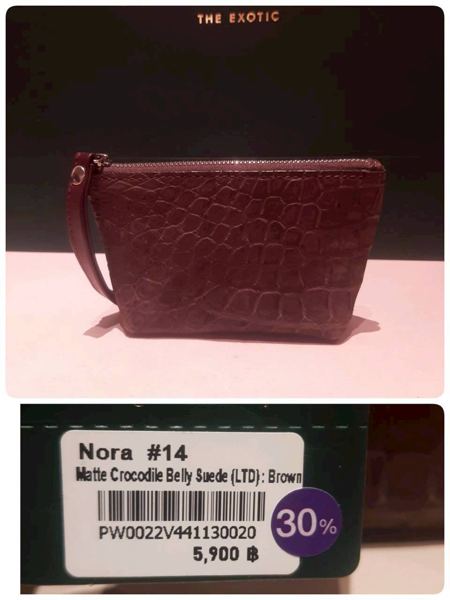 THE EXOTIC
Nora #14
Matte Crocodile Belly Suede {LTD}: Brown
PW0022V441130020
5,900 ฿
30%